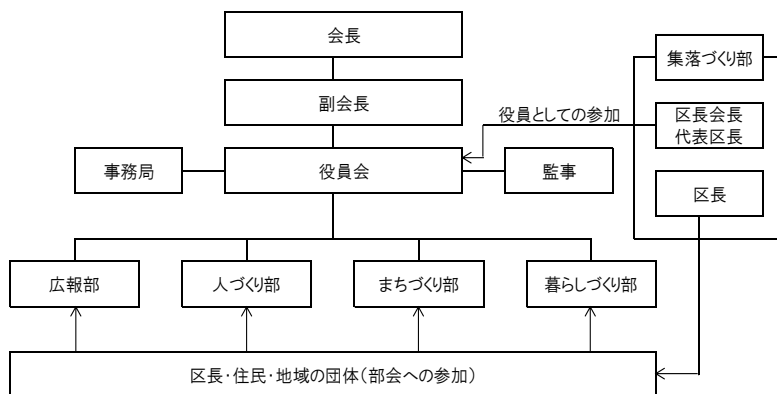 会長
集落づくり部
副会長
役員としての参加
区長会長
代表区長
事務局
役員会
監事
区長
広報部
人づくり部
まちづくり部
暮らしづくり部
区長・住民・地域の団体(部会への参加)